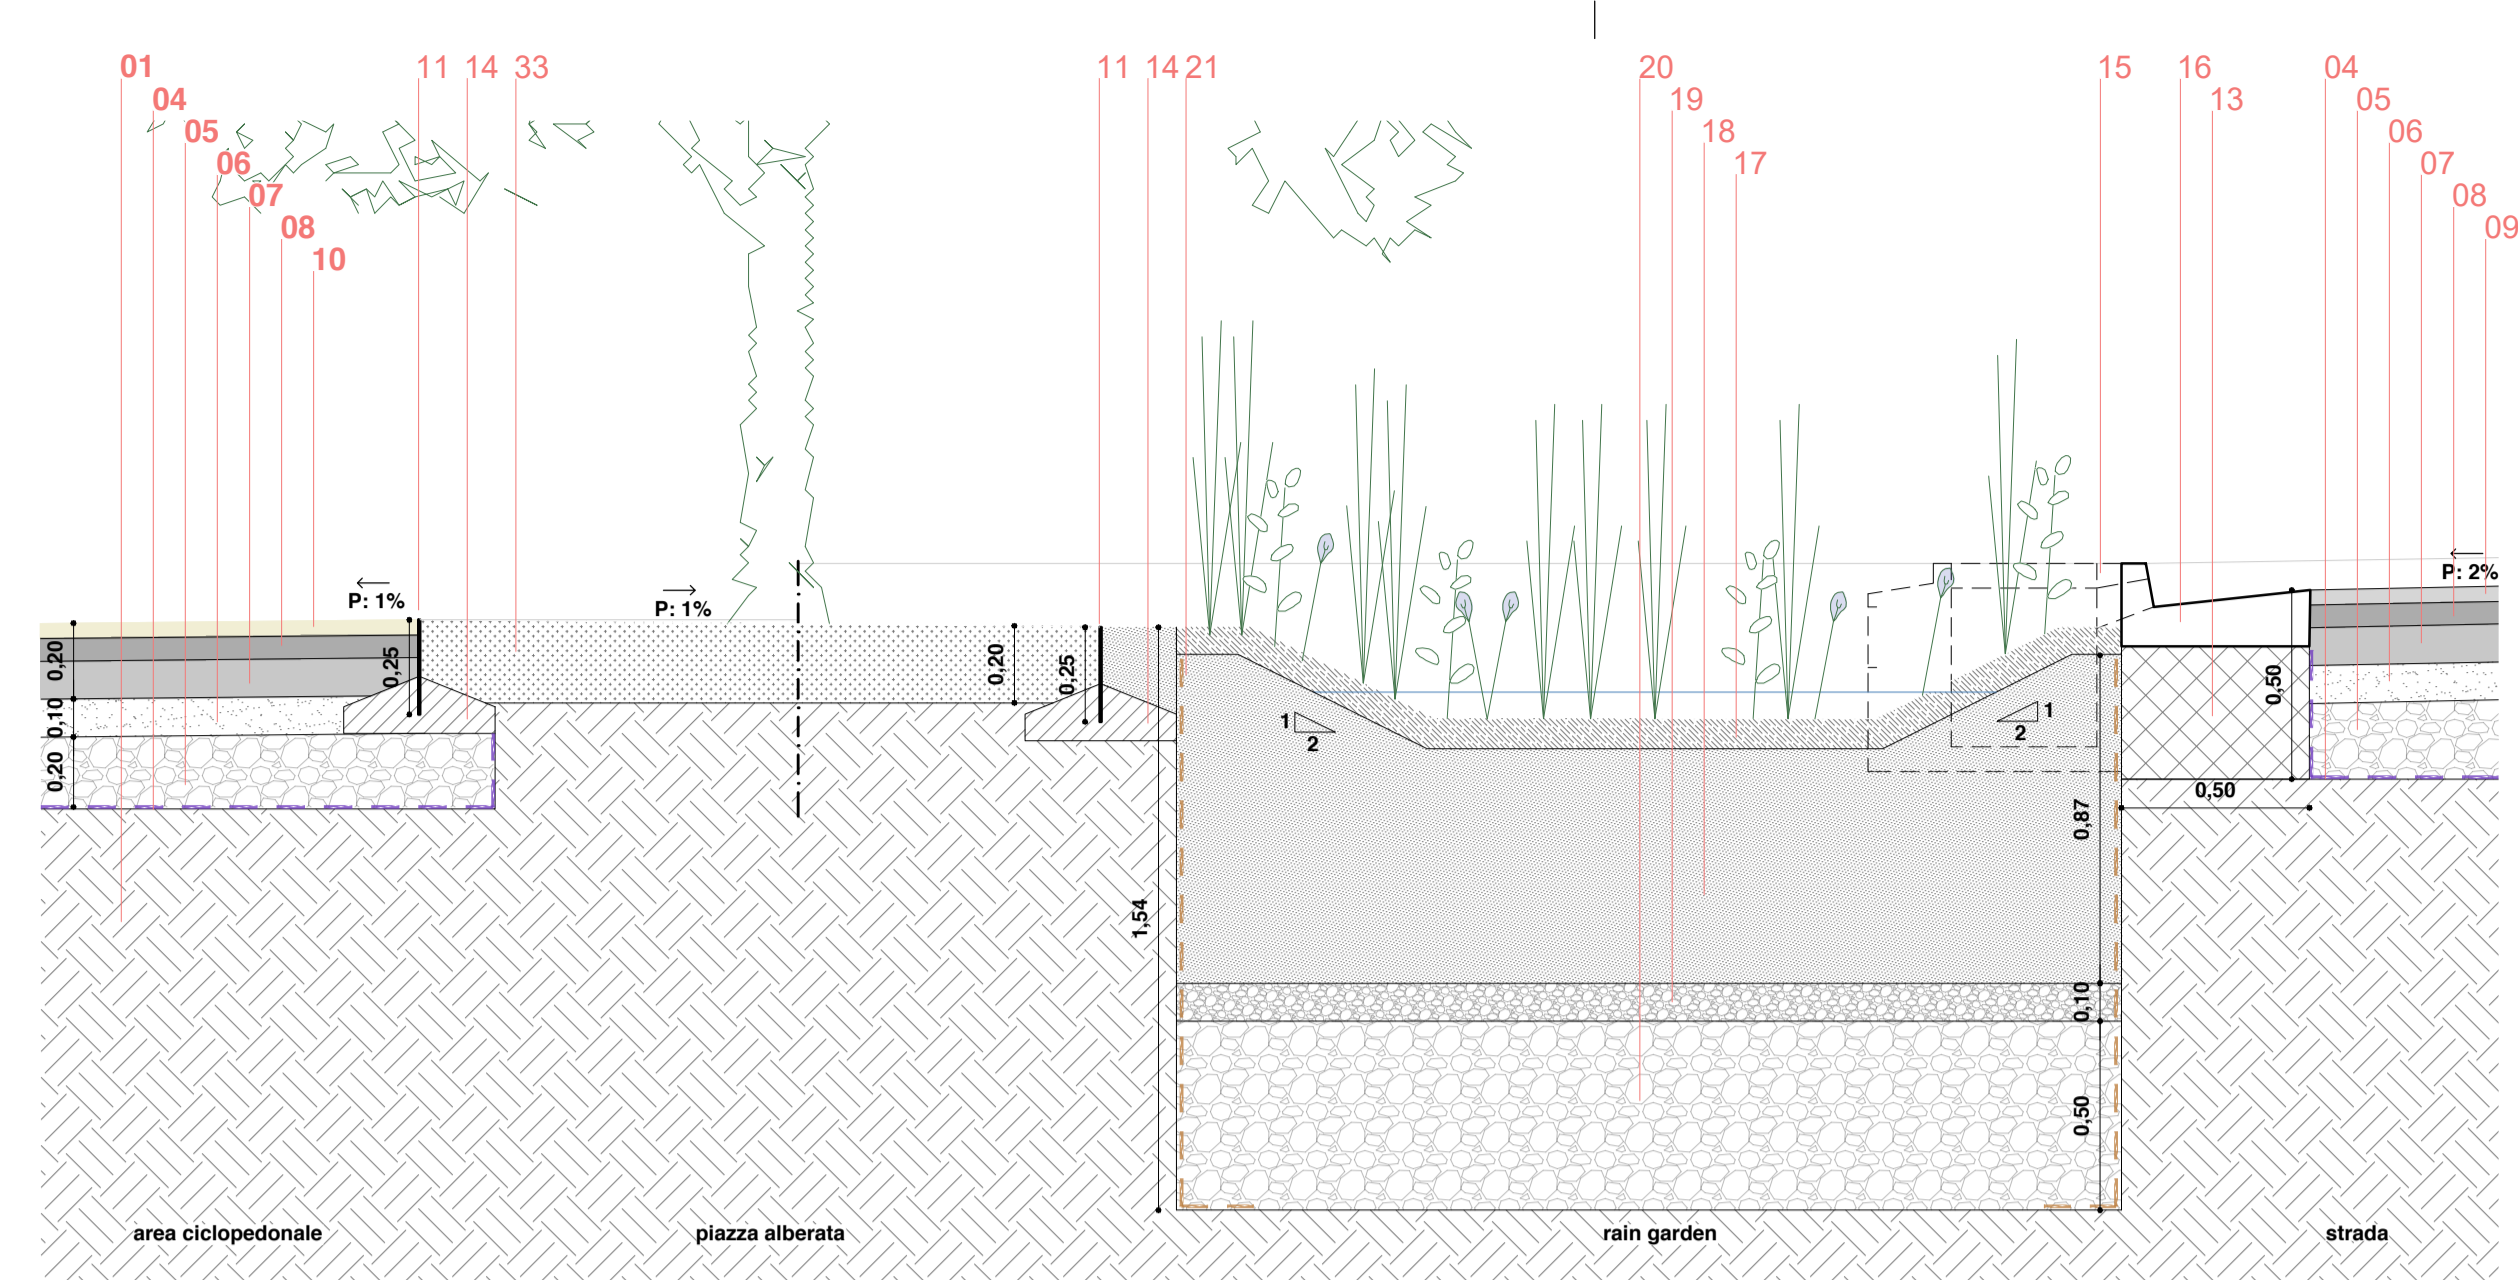 01 11 14 33 11 14 21 20 15 16 04
04 19 13 05
05 18 06
06 17 07
07 08
08 09
10
P: 1% P: 1% P: 2%
0,20 0,25 0,20 0,25 0,50
0,10
0,20
1 2 1 2
0,50
0,87
1,54
0,10
0,50
area ciclopedonale piazza alberata rain garden strada